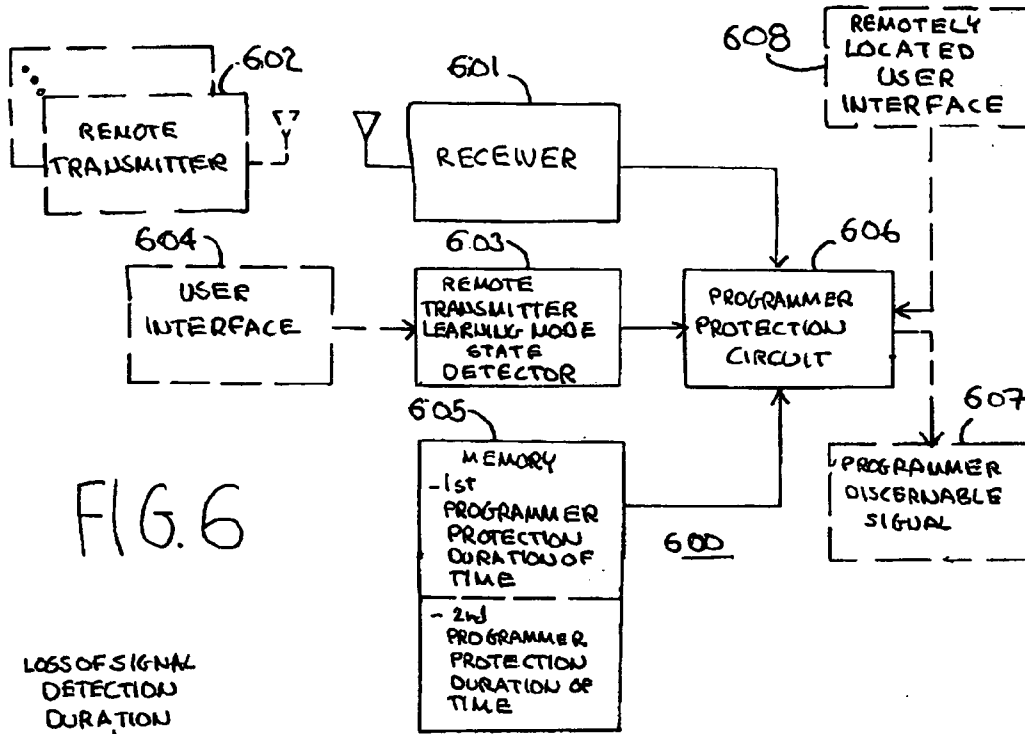 602
REMOTE
TRANSMITTER
601
RECEIVER
608
REMOTELY
LOCATED
USER
INTERFACE
604
USER
INTERFACE
603
REMOTE
TRANSMITTER
LEARNING MODE
STATE
DETECTOR
606
PROGRAMMER
PROTECTION
CIRCUIT
605
MEMORY
-1st
PROGRAMMER
PROTECTION
DURATION OF
TIME
- 2nd
PROGRAMMER
PROTECTION
DURATION OF
TIME
600
607
PROGRAMMER
DISCERNABLE
SIGNAL
FIG.6
LOSS OF SIGNAL
DETECTION
DURATION